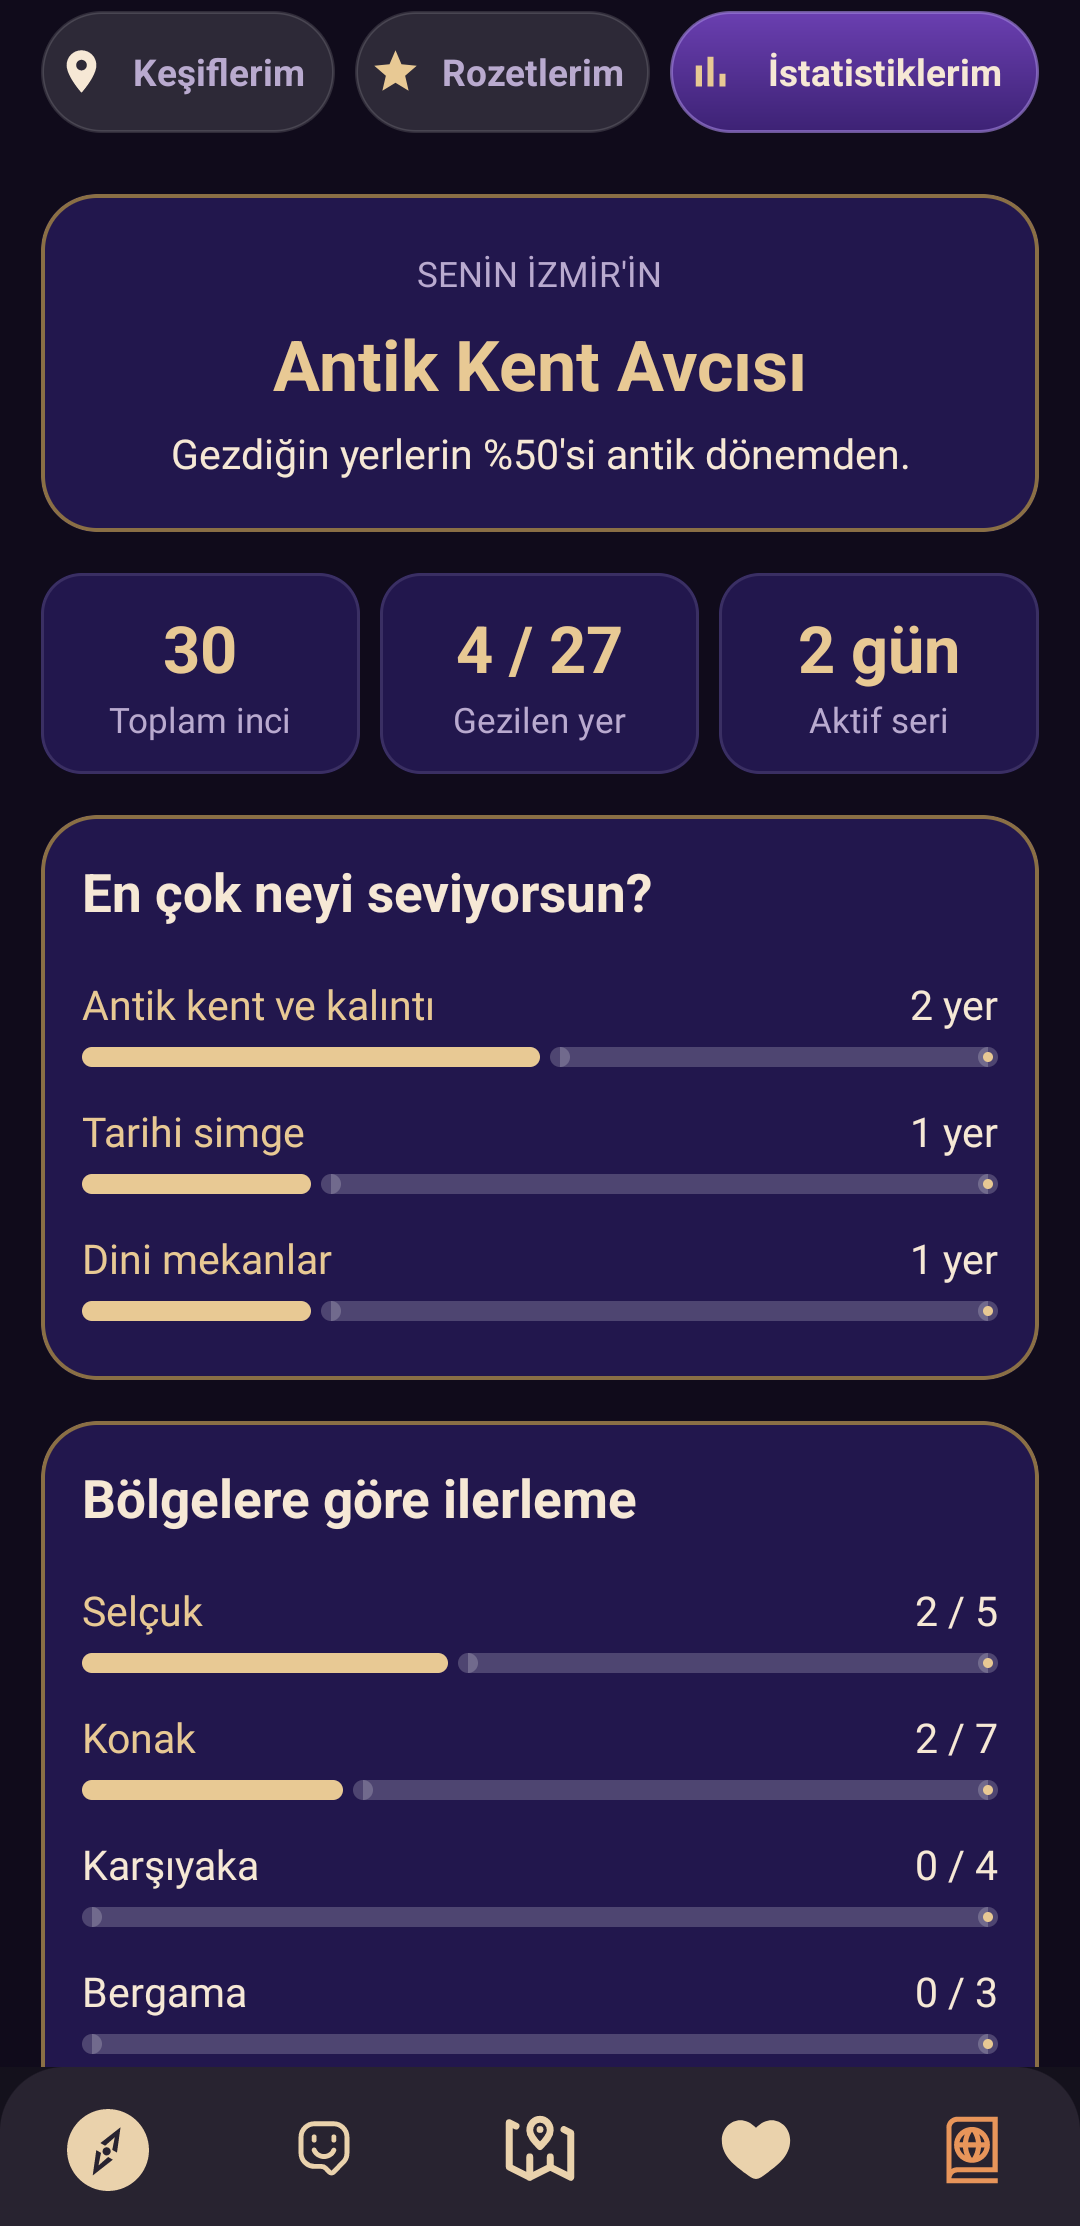 Keşiflerim
Rozetlerim
İstatistiklerim
SENİN İZMİR'İN
Antik Kent Avcısı
Gezdiğin yerlerin %50'si antik dönemden.
30
Toplam inci
4 / 27
Gezilen yer
2 gün
Aktif seri
En çok neyi seviyorsun?
Antik kent ve kalıntı 2 yer
Tarihi simge 1 yer
Dini mekanlar 1 yer
Bölgelere göre ilerleme
Selçuk 2 / 5
Konak 2 / 7
Karşıyaka 0 / 4
Bergama 0 / 3